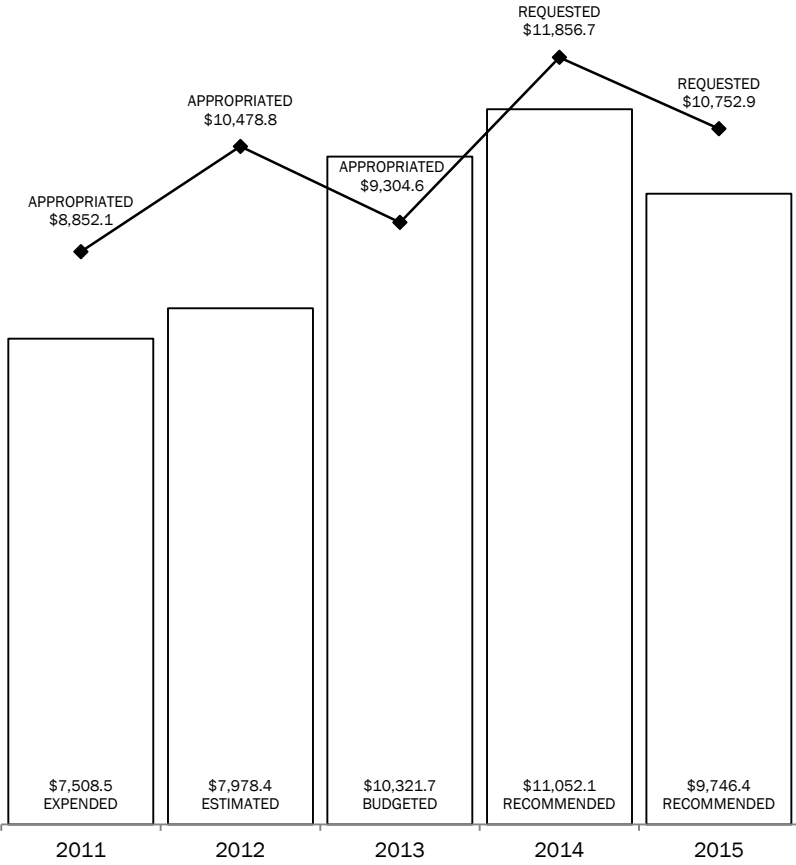 REQUESTED
$11,856.7
REQUESTED
$10,752.9
APPROPRIATED
$10,478.8
APPROPRIATED
$9,304.6
APPROPRIATED
$8,852.1
$7,508.5
EXPENDED
$7,978.4
ESTIMATED
$10,321.7
BUDGETED
$11,052.1
RECOMMENDED
$9,746.4
RECOMMENDED
2011
2012
2013
2014
2015